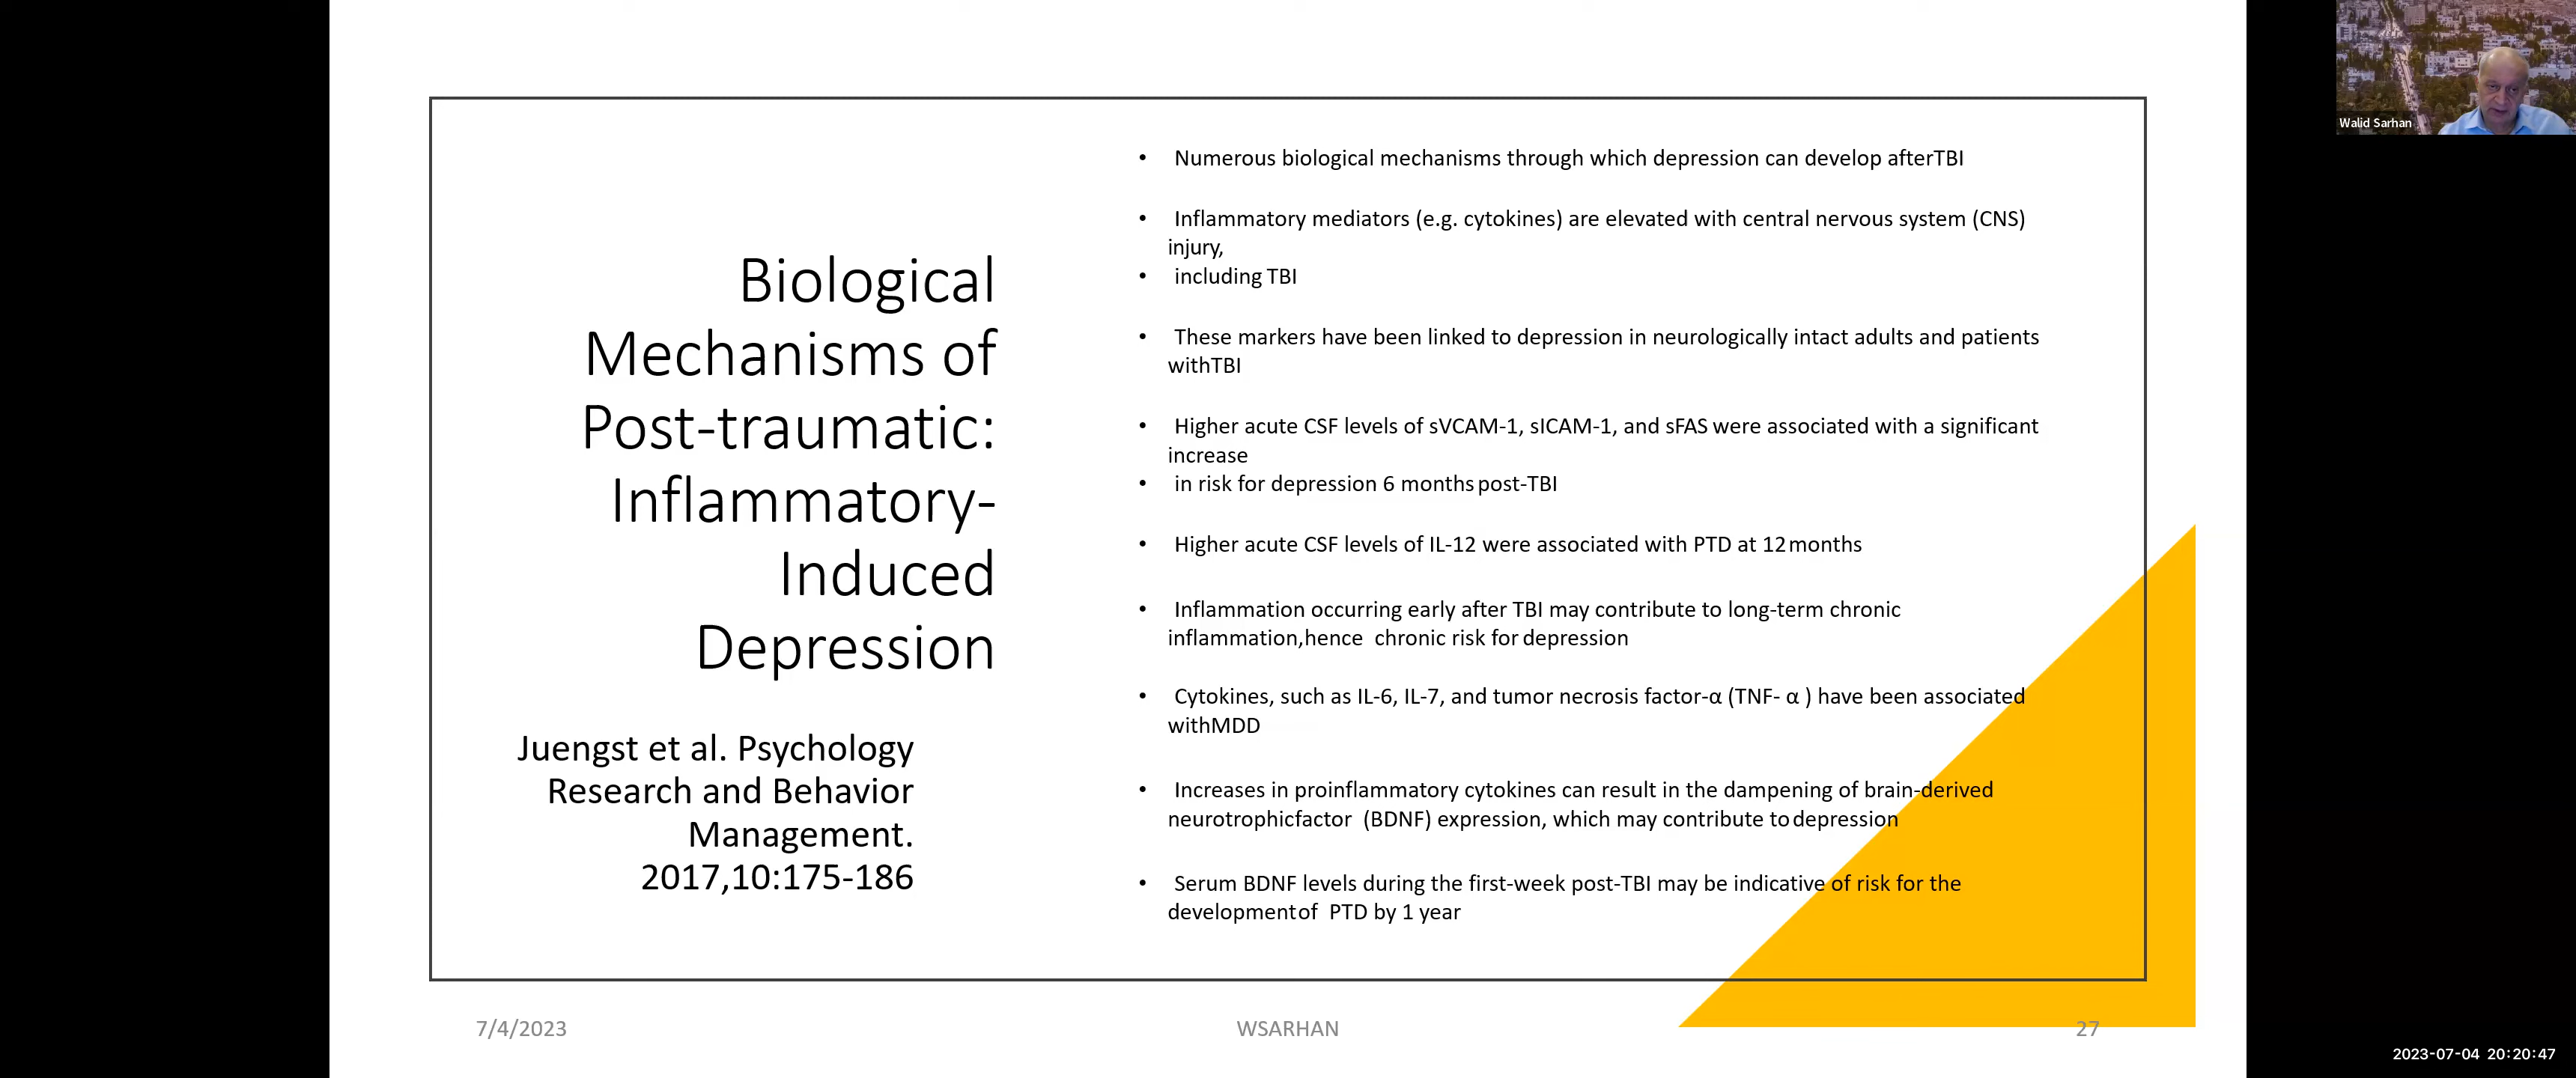 Biological
Mechanisms of
Post-traumatic:
Inflammatory-
Induced
Depression
Juengst et al. Psychology
Research and Behavior
Management.
2017,10:175-186
• Numerous biological mechanisms through which depression can develop afterTBI
• Inflammatory mediators (e.g. cytokines) are elevated with central nervous system (CNS)
injury,
• including TBI
• These markers have been linked to depression in neurologically intact adults and patients
withTBI
• Higher acute CSF levels of sVCAM-1, sICAM-1, and sFAS were associated with a significant
increase
• in risk for depression 6 months post-TBI
• Higher acute CSF levels of IL-12 were associated with PTD at 12 months
• Inflammation occurring early after TBI may contribute to long-term chronic
inflammation,hence chronic risk for depression
• Cytokines, such as IL-6, IL-7, and tumor necrosis factor-α (TNF- α ) have been associated
withMDD
• Increases in proinflammatory cytokines can result in the dampening of brain-derived
neurotrophicfactor (BDNF) expression, which may contribute to depression
• Serum BDNF levels during the first-week post-TBI may be indicative of risk for the
developmentof PTD by 1 year
7/4/2023
WSARHAN
27
Walid Sarhan
2023-07-04 20:20:47